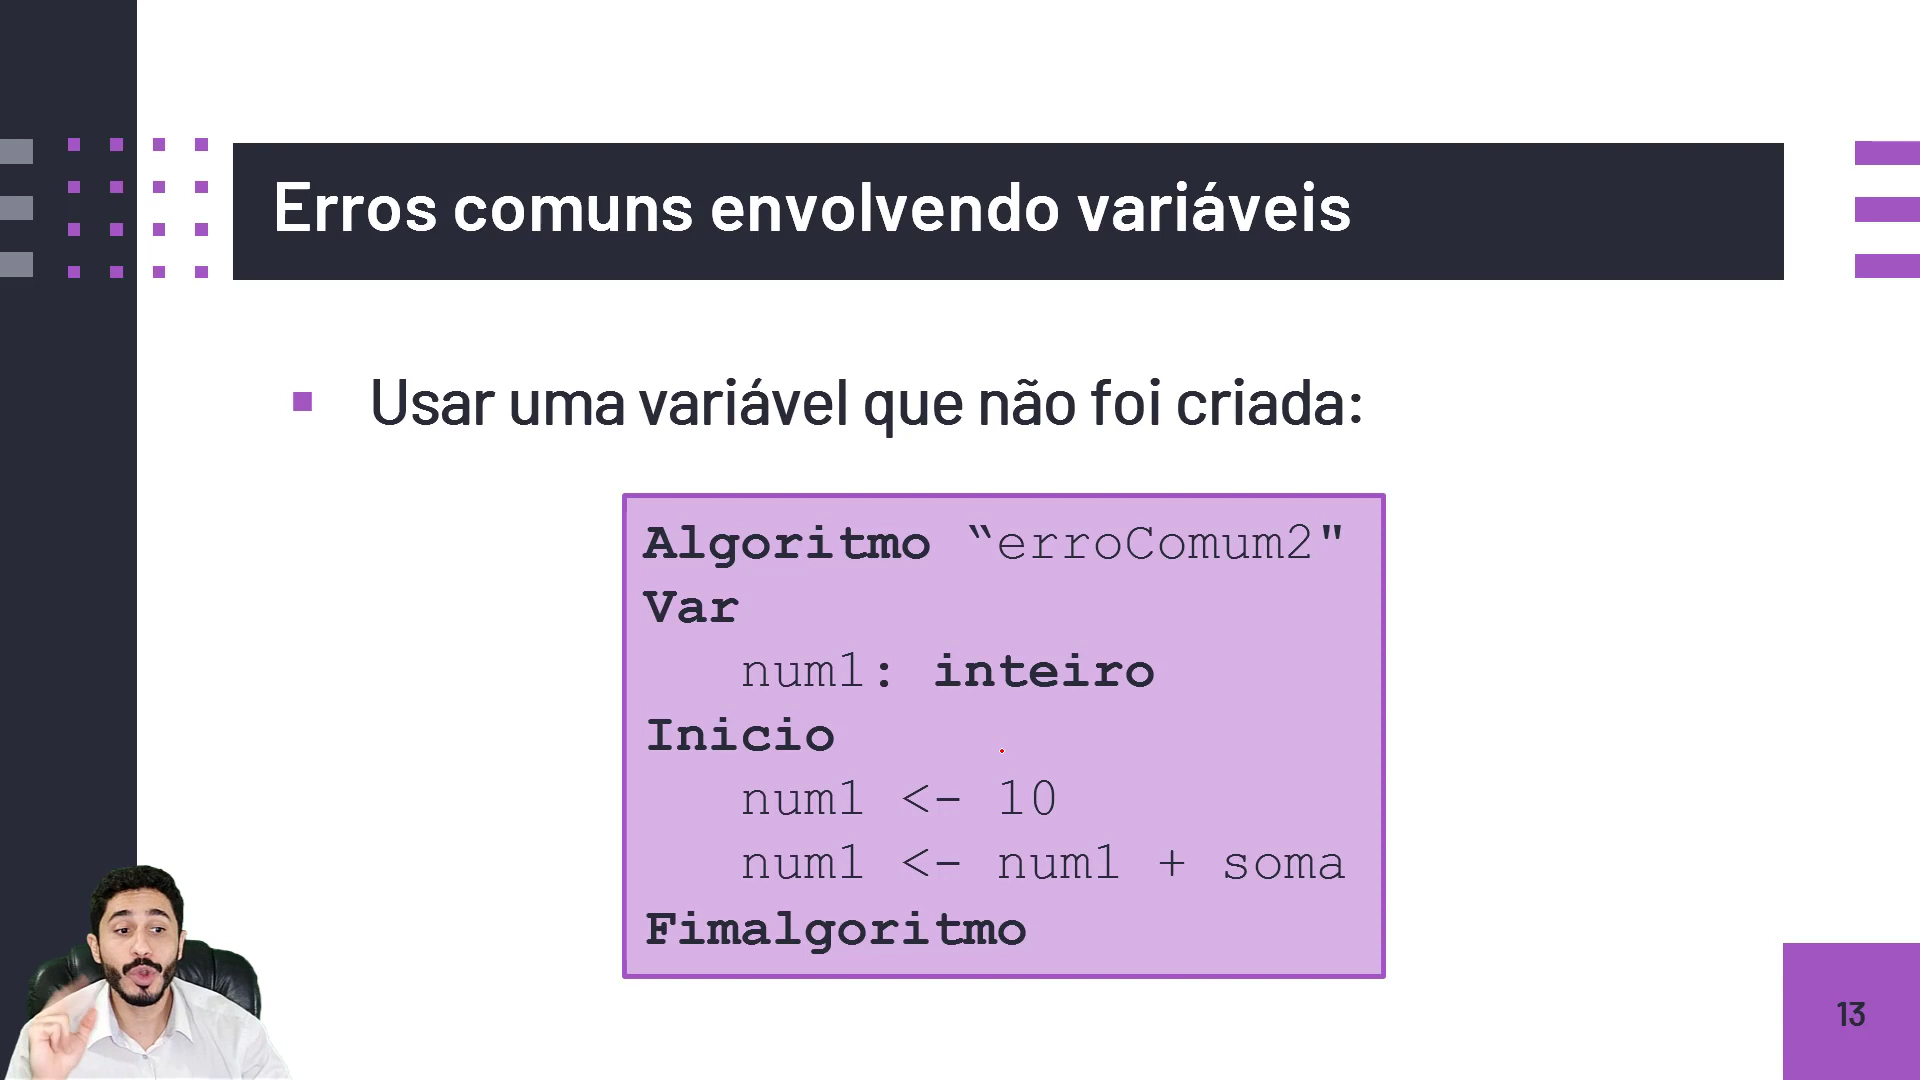 Erros comuns envolvendo variáveis
Usar uma variável que não foi criada:
Algoritmo “erroComum2"
Var
num1: inteiro
Inicio
num1 <- 10
num1 <- num1 + soma
Fimalgoritmo
13